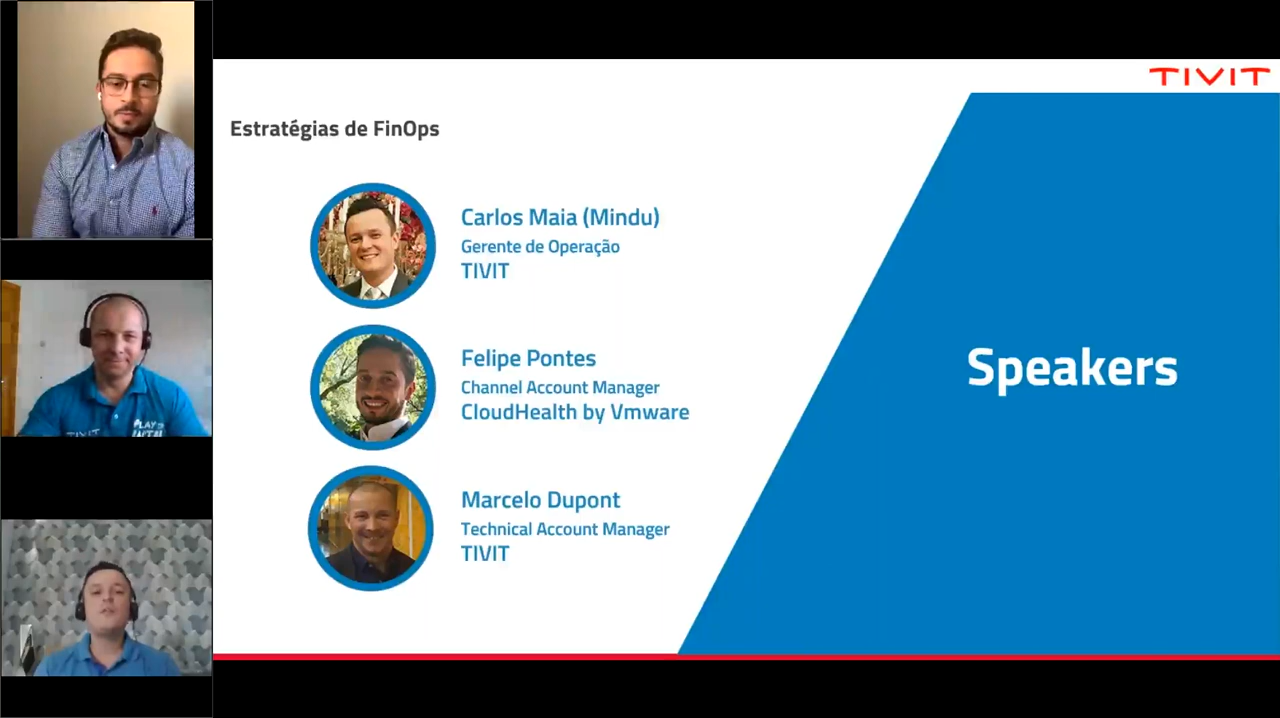 TIVIT
Estratégias de FinOps
Carlos Maia (Mindu)
Gerente de Operação
TIVIT
Felipe Pontes
Channel Account Manager
CloudHealth by Vmware
Marcelo Dupont
Technical Account Manager
TIVIT
Speakers
TIVIT